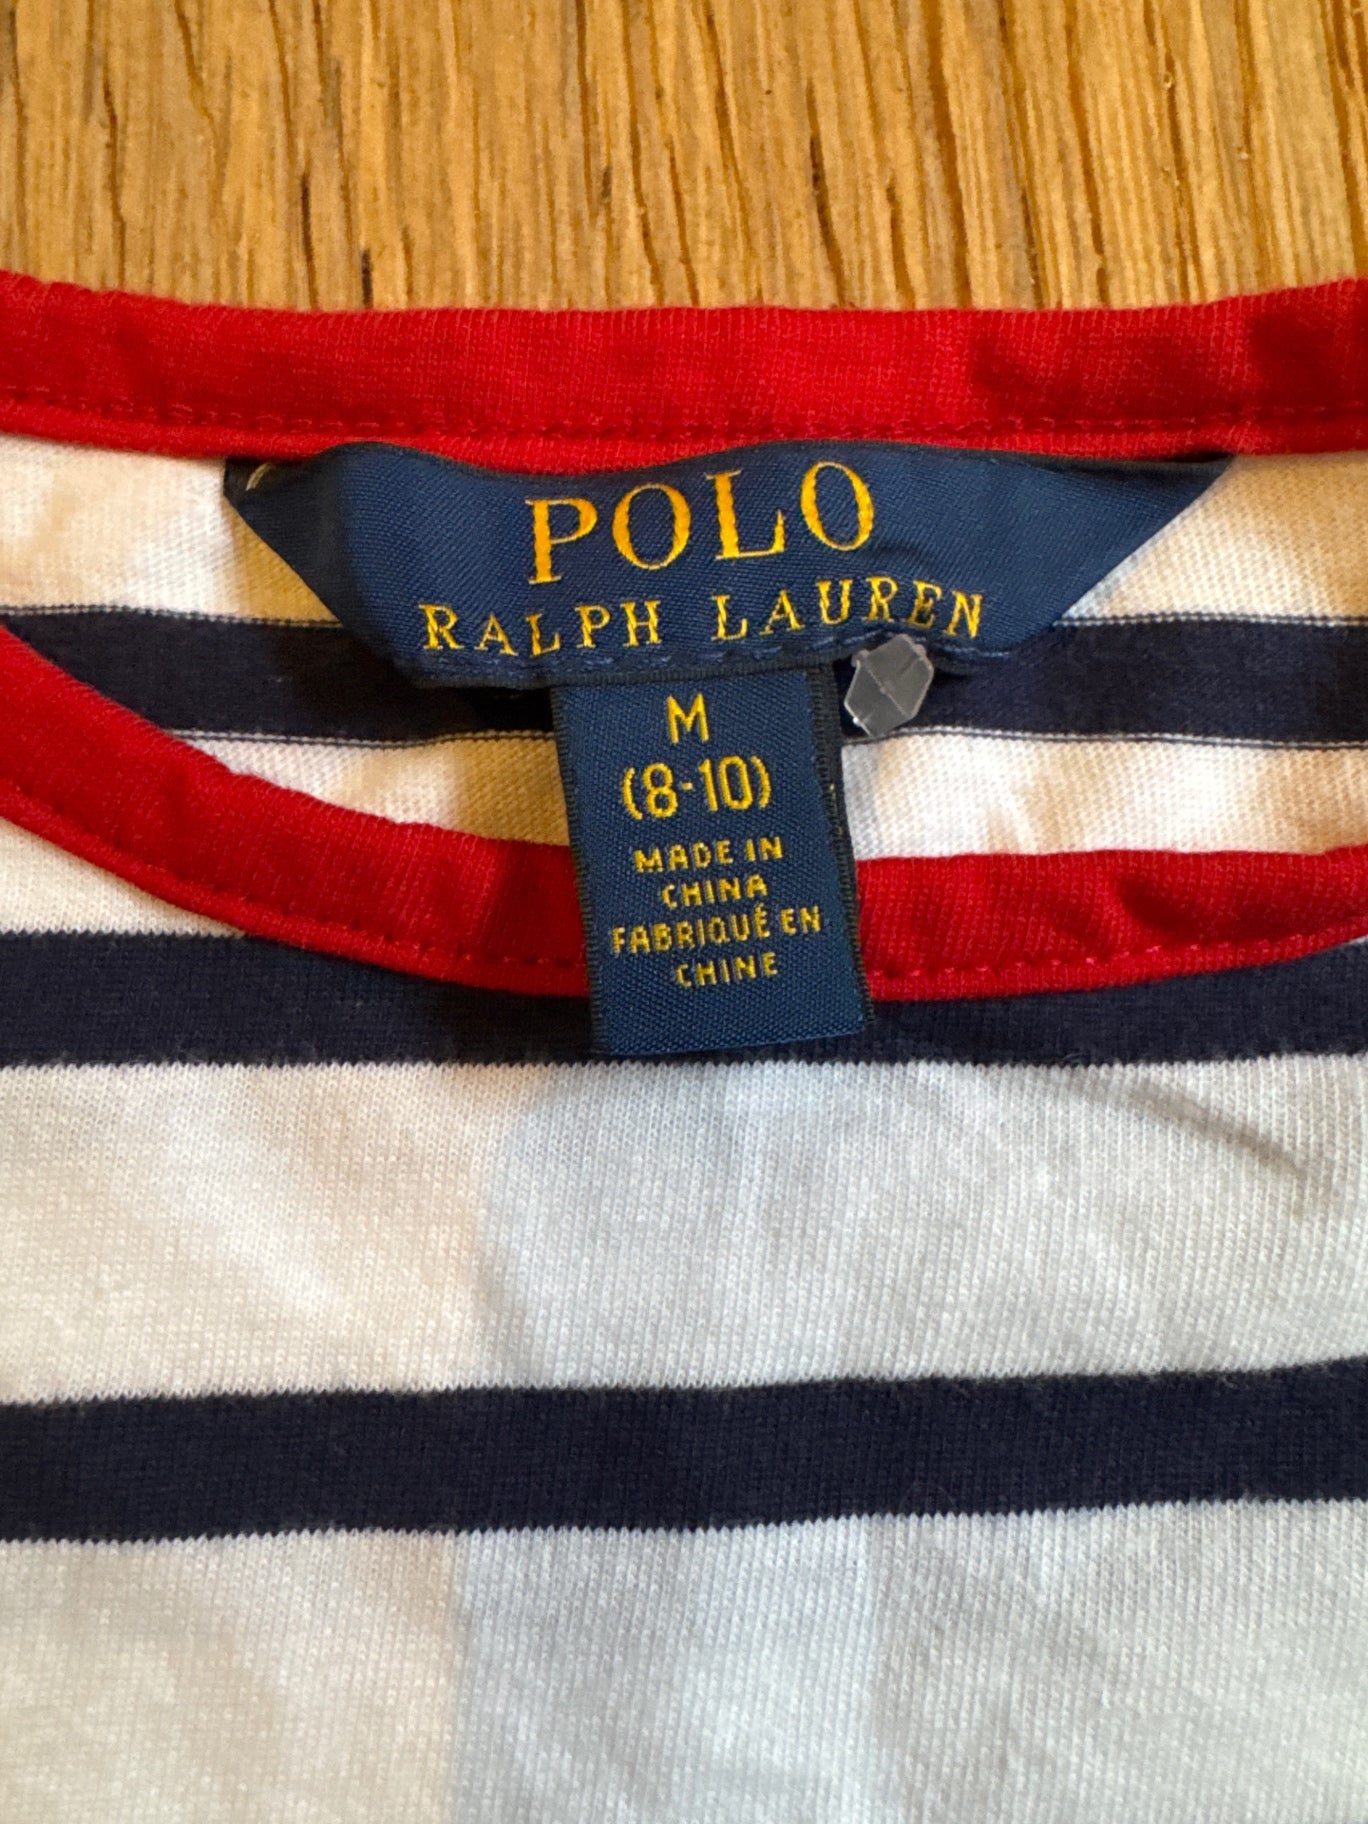 POLO
RALPH LAUREN
M
(8-10)
MADE IN
CHINA
FABRIQUÉ EN
CHINE